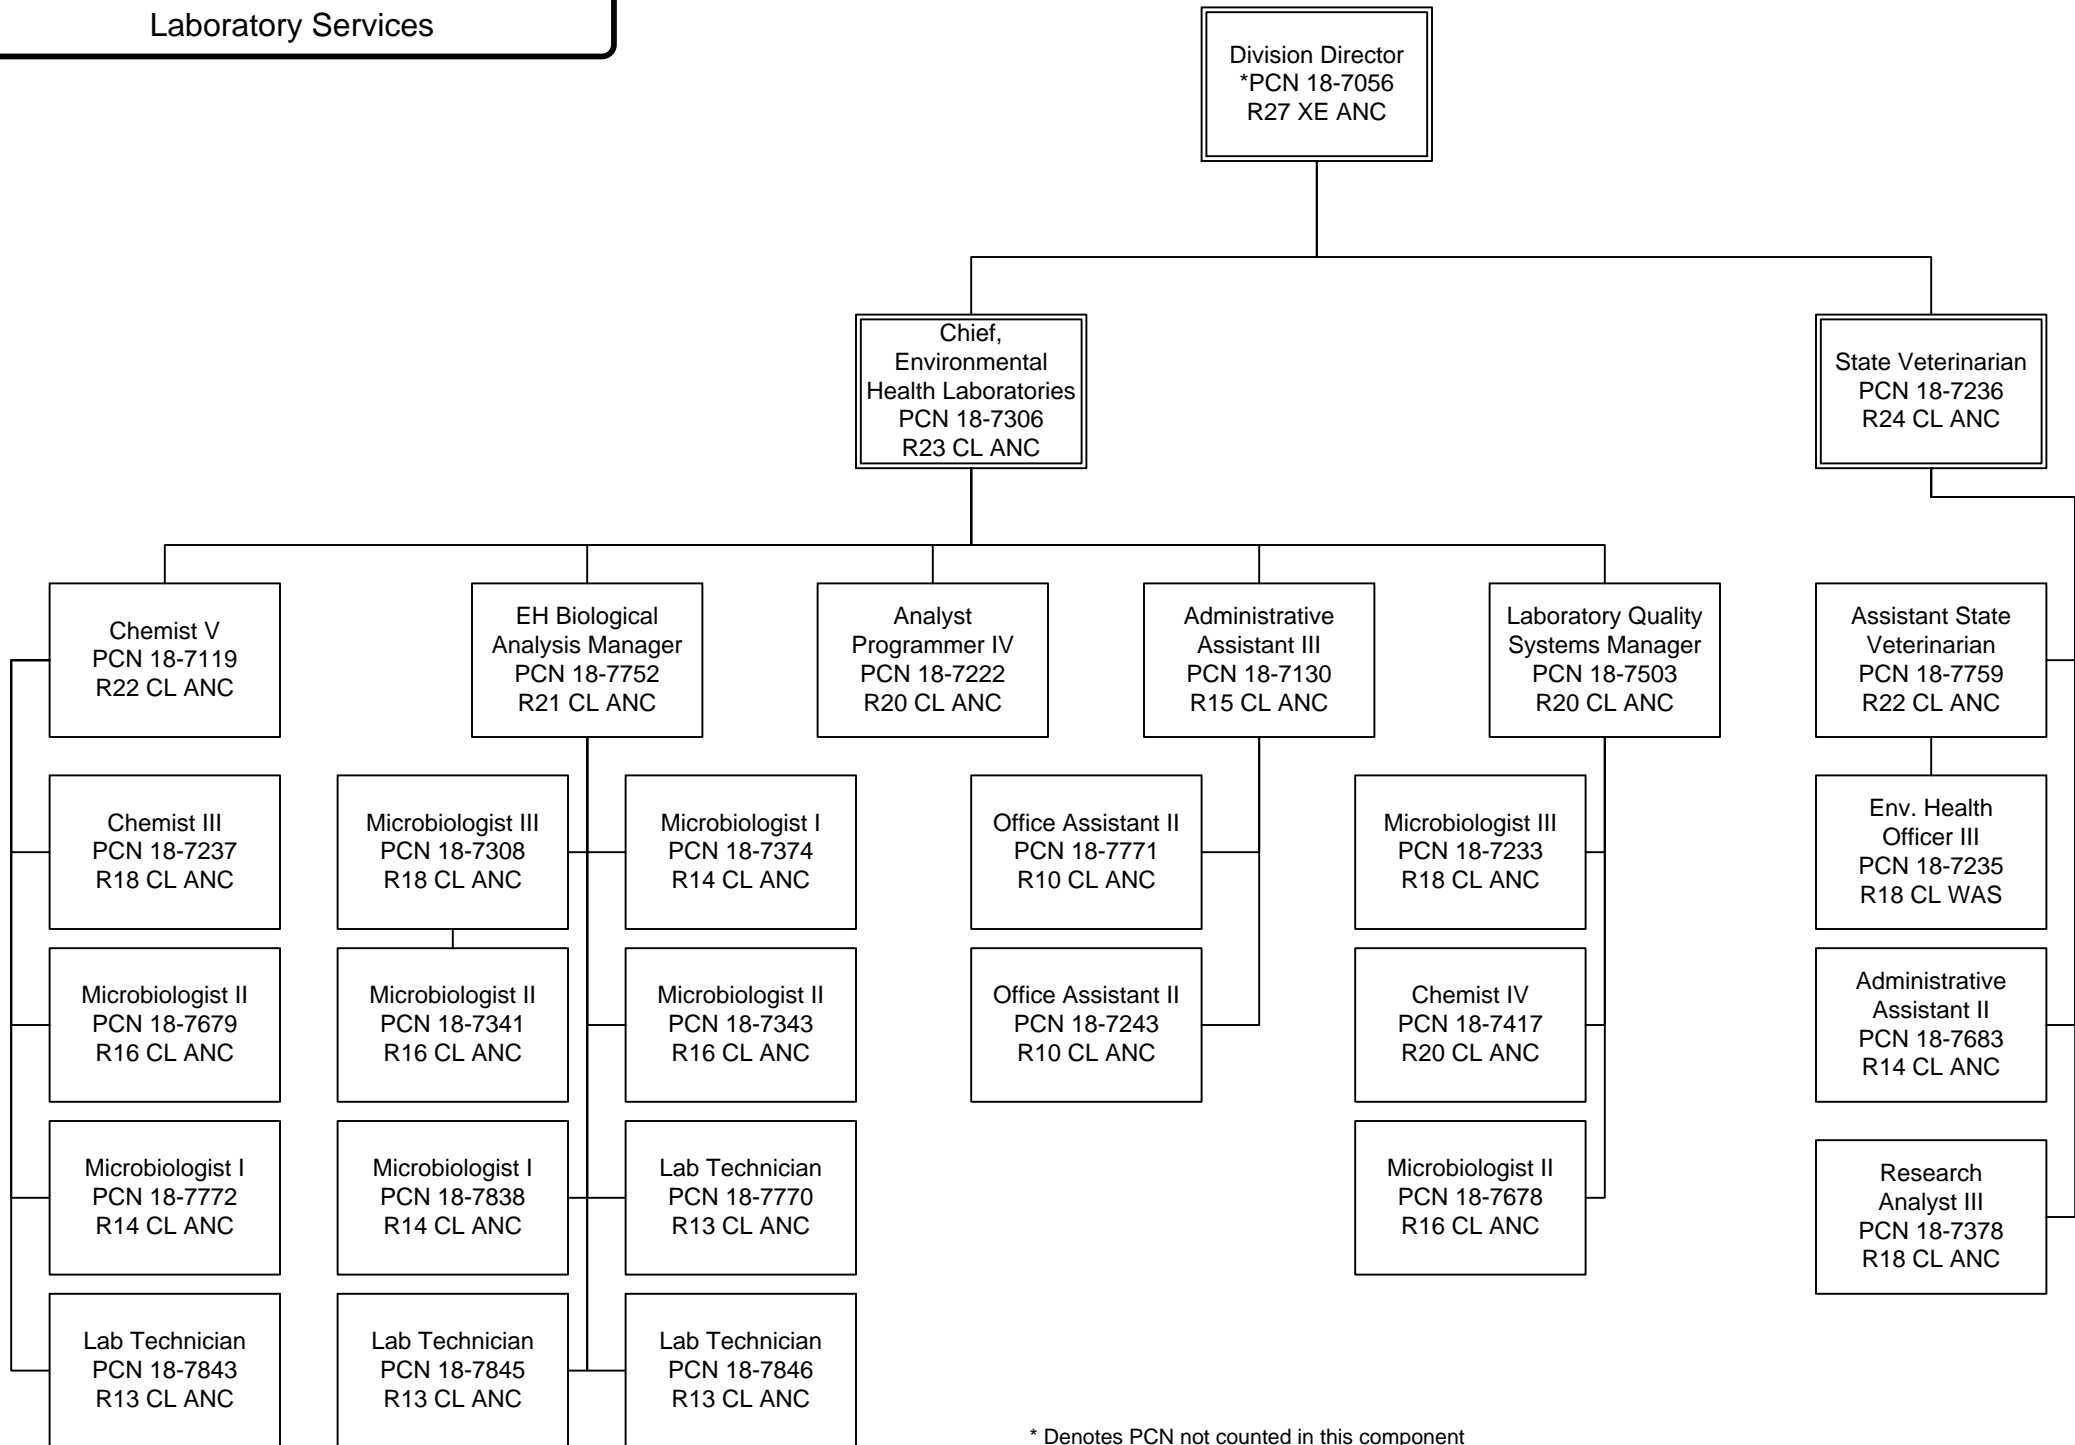 Laboratory Services
Division Director
*PCN 18-7056
R27 XE ANC
Chief,
Environmental
Health Laboratories
PCN 18-7306
R23 CL ANC
State Veterinarian
PCN 18-7236
R24 CL ANC
Chemist V
PCN 18-7119
R22 CL ANC
EH Biological
Analysis Manager
PCN 18-7752
R21 CL ANC
Analyst
Programmer IV
PCN 18-7222
R20 CL ANC
Administrative
Assistant III
PCN 18-7130
R15 CL ANC
Laboratory Quality
Systems Manager
PCN 18-7503
R20 CL ANC
Assistant State
Veterinarian
PCN 18-7759
R22 CL ANC
Chemist III
PCN 18-7237
R18 CL ANC
Microbiologist III
PCN 18-7308
R18 CL ANC
Microbiologist I
PCN 18-7374
R14 CL ANC
Office Assistant II
PCN 18-7771
R10 CL ANC
Microbiologist III
PCN 18-7233
R18 CL ANC
Env. Health
Officer III
PCN 18-7235
R18 CL WAS
Microbiologist II
PCN 18-7679
R16 CL ANC
Microbiologist II
PCN 18-7341
R16 CL ANC
Microbiologist II
PCN 18-7343
R16 CL ANC
Office Assistant II
PCN 18-7243
R10 CL ANC
Chemist IV
PCN 18-7417
R20 CL ANC
Administrative
Assistant II
PCN 18-7683
R14 CL ANC
Microbiologist I
PCN 18-7772
R14 CL ANC
Microbiologist I
PCN 18-7838
R14 CL ANC
Lab Technician
PCN 18-7770
R13 CL ANC
Microbiologist II
PCN 18-7678
R16 CL ANC
Research
Analyst III
PCN 18-7378
R18 CL ANC
Lab Technician
PCN 18-7843
R13 CL ANC
Lab Technician
PCN 18-7845
R13 CL ANC
Lab Technician
PCN 18-7846
R13 CL ANC
* Denotes PCN not counted in this component